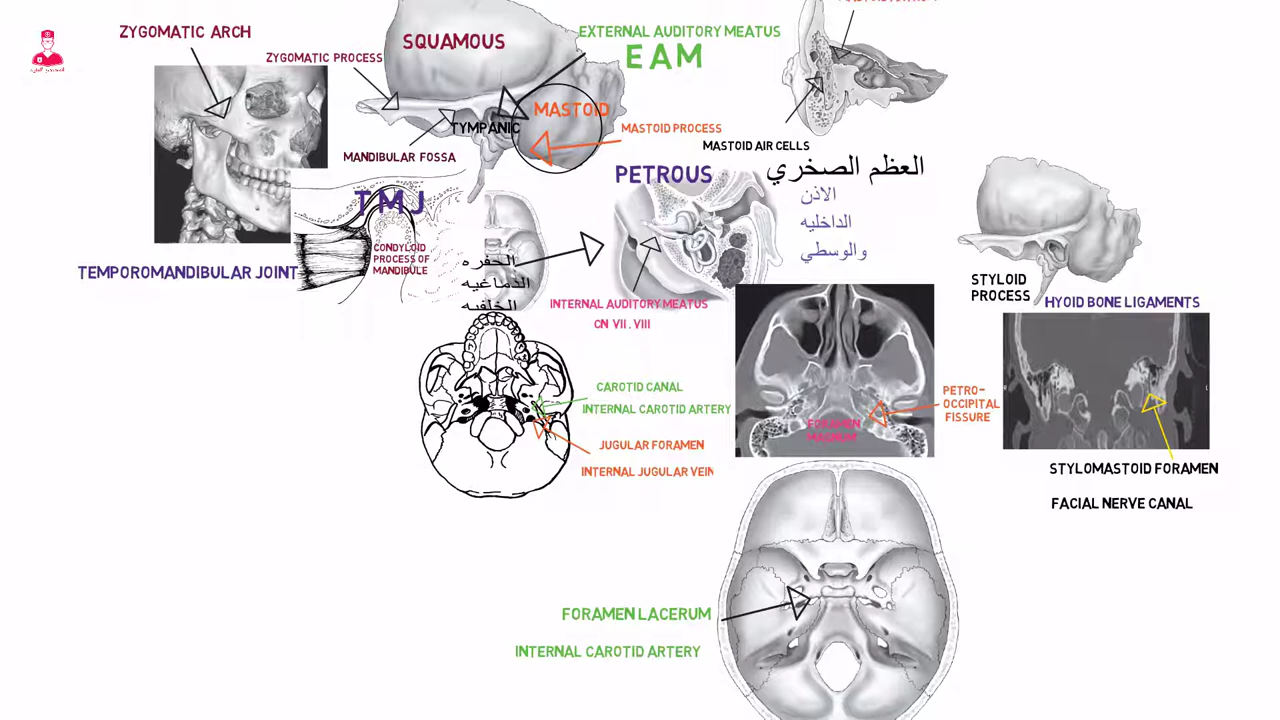 ZYGOMATIC ARCH
ZYGOMATIC PROCESS
SQUAMOUS
EXTERNAL AUDITORY MEATUS
EAM
MASTOID
TYMPANIC
MASTOID PROCESS
MANDIBULAR FOSSA
MASTOID AIR CELLS
PETROUS
العظم الصخري
الاذن
الداخليه
والوسطي
TMJ
CONDYLOID
PROCESS OF
MANDIBULE
TEMPOROMANDIBULAR JOINT
الحفره
الدماغيه
الخلفيه
INTERNAL AUDITORY MEATUS
CN VII . VIII
STYLOID
PROCESS
HYOID BONE LIGAMENTS
CAROTID CANAL
INTERNAL CAROTID ARTERY
JUGULAR FORAMEN
INTERNAL JUGULAR VEIN
FORAMEN
MAGNUM
PETRO-
OCCIPITAL
FISSURE
STYLOMASTOID FORAMEN
FACIAL NERVE CANAL
FORAMEN LACERUM
INTERNAL CAROTID ARTERY